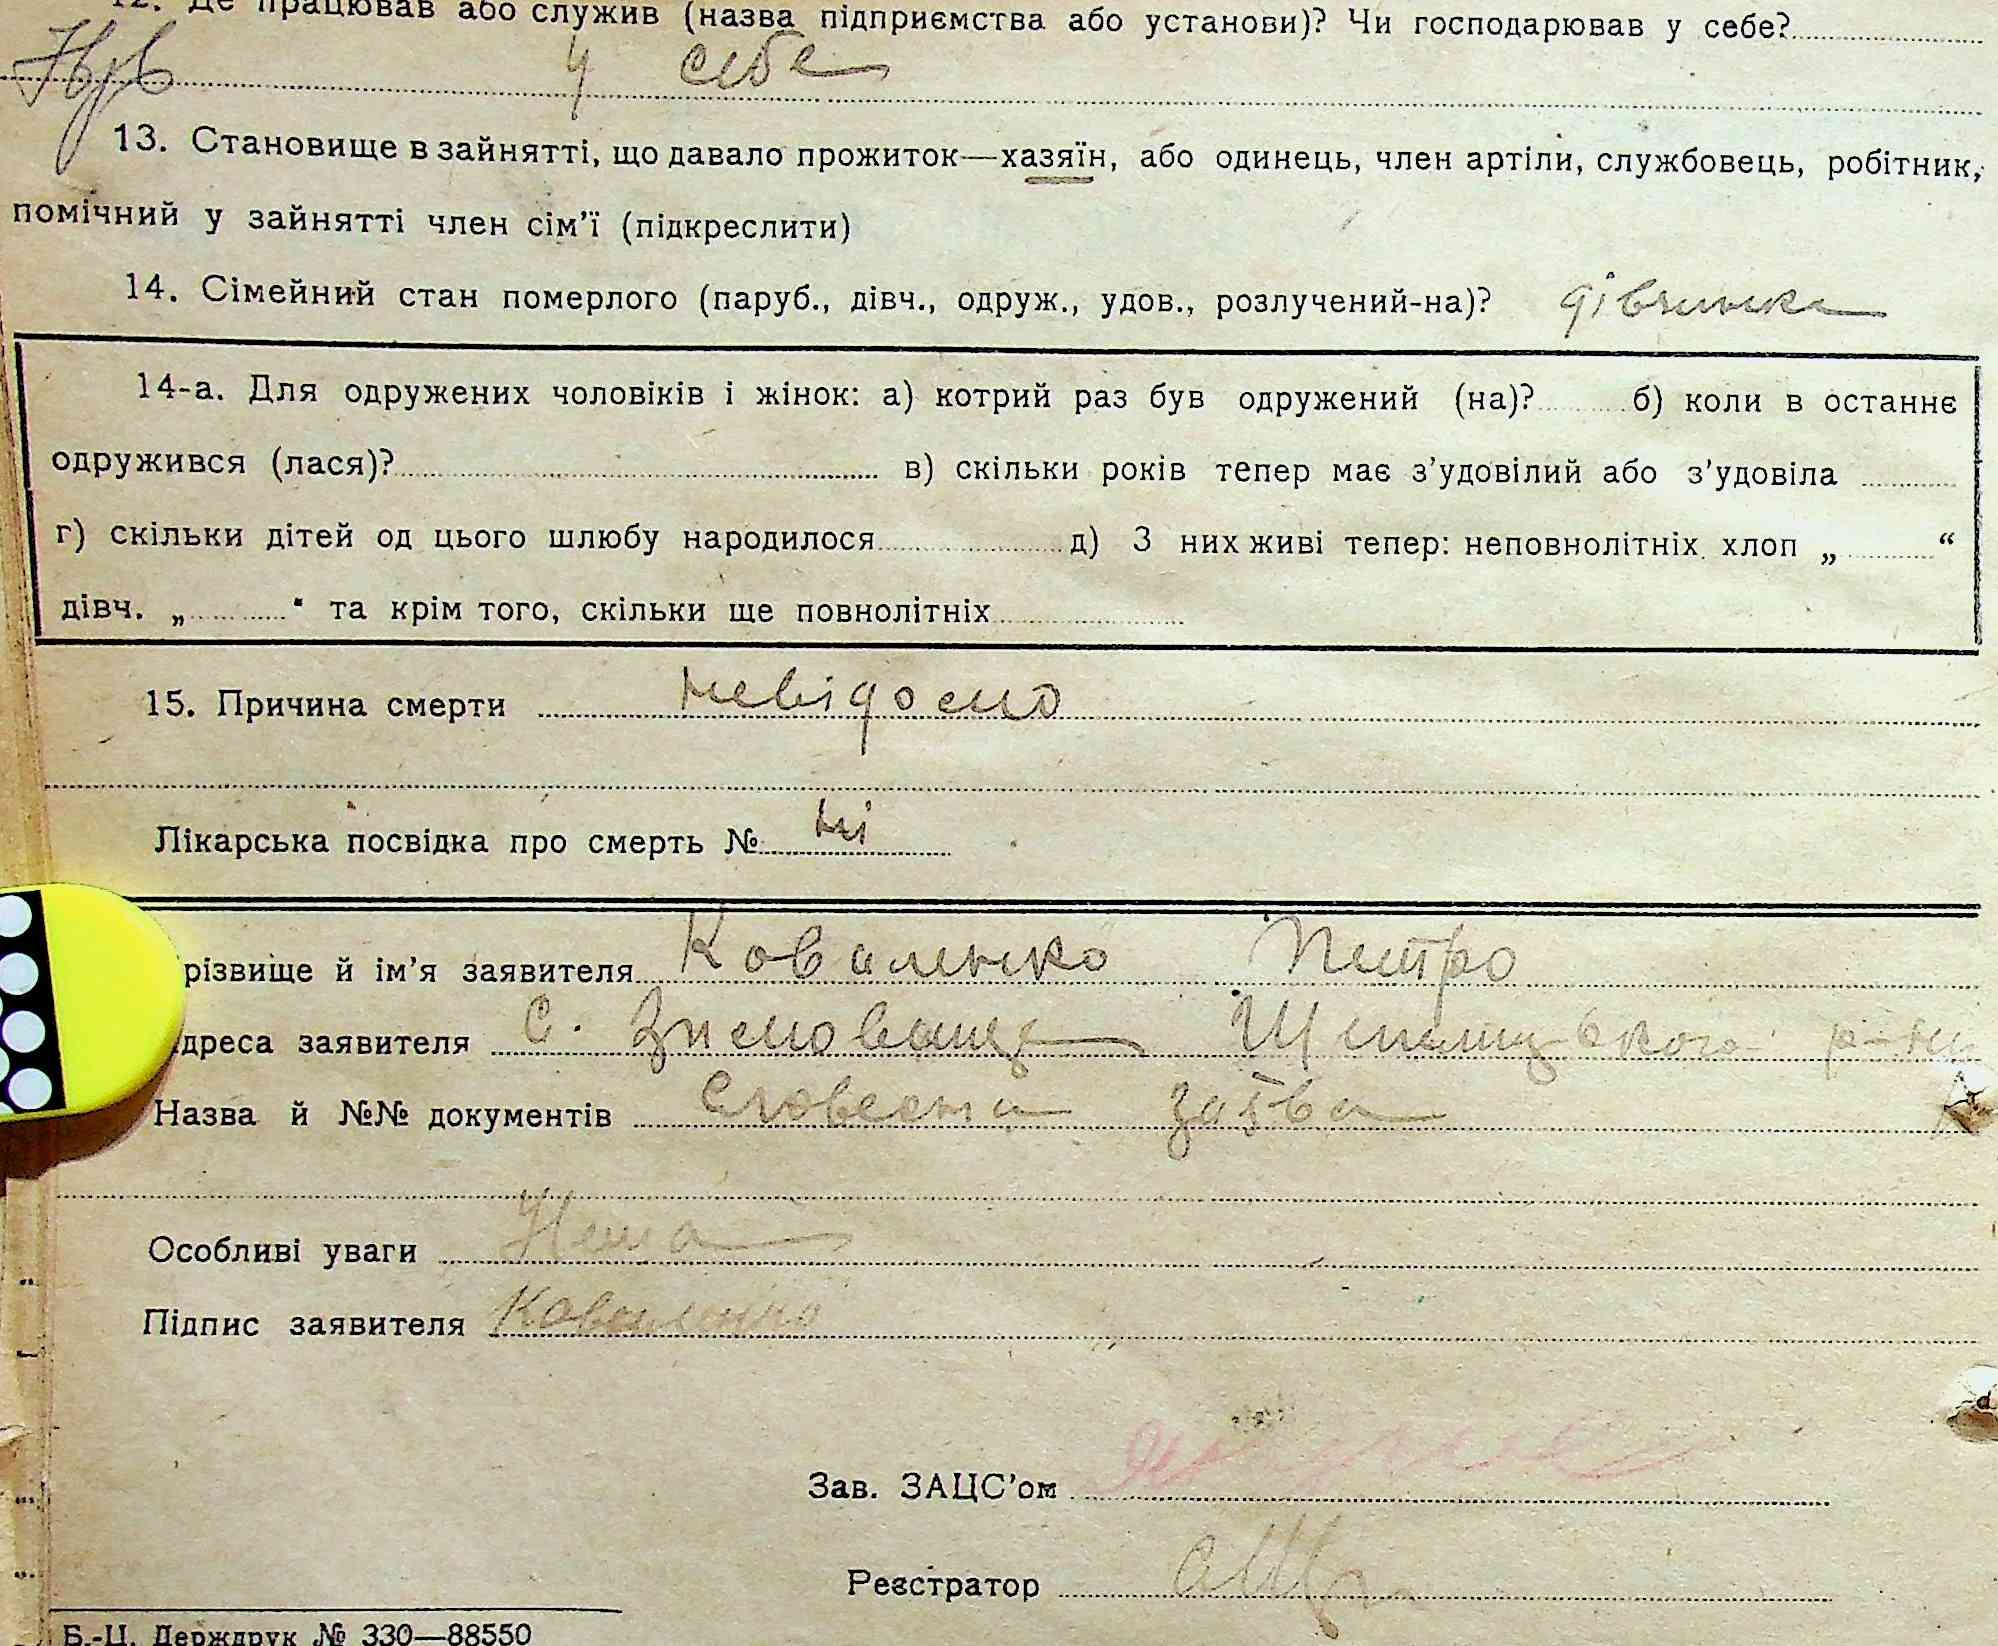 12. Де працював або служив (назва підприємства або установи)? Чи господарював у себе?
у себе
13. Становище в зайнятті, що давало прожиток—хазяїн, або одинець, член артіли, службовець, робітник,
помічний у зайнятті член сім'ї (підкреслити)
14. Сімейний стан померлого (паруб., дівч., одруж., удов., розлучений-на)? дівчинка
14-а. Для одружених чоловіків і жінок: а) котрий раз був одружений (на)? б) коли в останнє
одружився (лася)? в) скільки років тепер має з'удовілий або з'удовіла
г) скільки дітей од цього шлюбу народилося д) З них живі тепер: неповнолітніх хлоп „ “
дівч. „ “ та крім того, скільки ще повнолітніх
15. Причина смерти невідомо
Лікарська посвідка про смерть № ні
різвище й ім'я заявителя Коваленко Петро
дреса заявителя с. р-ну
Назва й №№ документів Словесна заява
Особливі уваги Нема
Підпис заявителя Коваленко
Зав. ЗАЦС'ом
Реєстратор
Б.-Ц. Держдрук № 330—88550